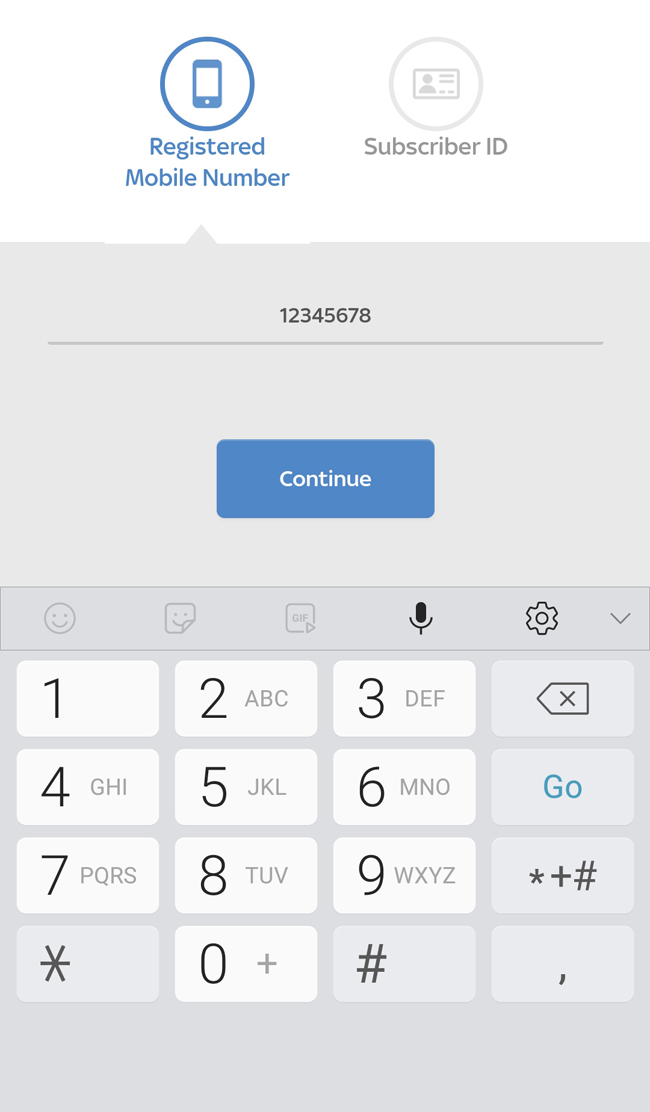 Registered
Mobile Number
Subscriber ID
12345678
Continue
GIF
1
2 ABC
3 DEF
4 GHI
5 JKL
6 MNO
Go
7 PQRS
8 TUV
9 WXYZ
*+#
*
0 +
#
,